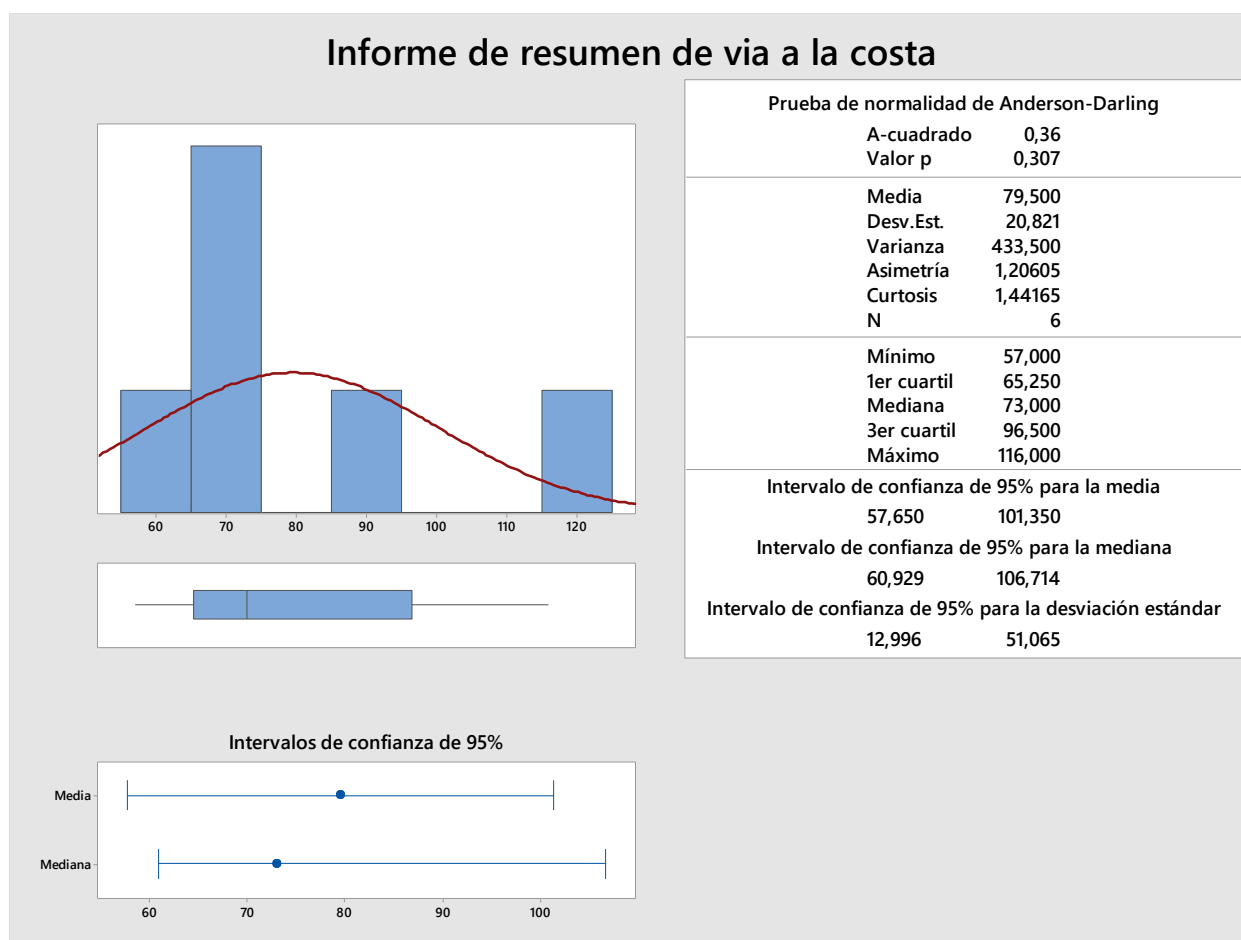 Informe de resumen de via a la costa
60 70 80 90 100 110 120
Prueba de normalidad de Anderson-Darling
A-cuadrado 0,36
Valor p 0,307
Media 79,500
Desv.Est. 20,821
Varianza 433,500
Asimetría 1,20605
Curtosis 1,44165
N 6
Mínimo 57,000
1er cuartil 65,250
Mediana 73,000
3er cuartil 96,500
Máximo 116,000
Intervalo de confianza de 95% para la media
57,650 101,350
Intervalo de confianza de 95% para la mediana
60,929 106,714
Intervalo de confianza de 95% para la desviación estándar
12,996 51,065
Intervalos de confianza de 95%
Media
Mediana
60 70 80 90 100